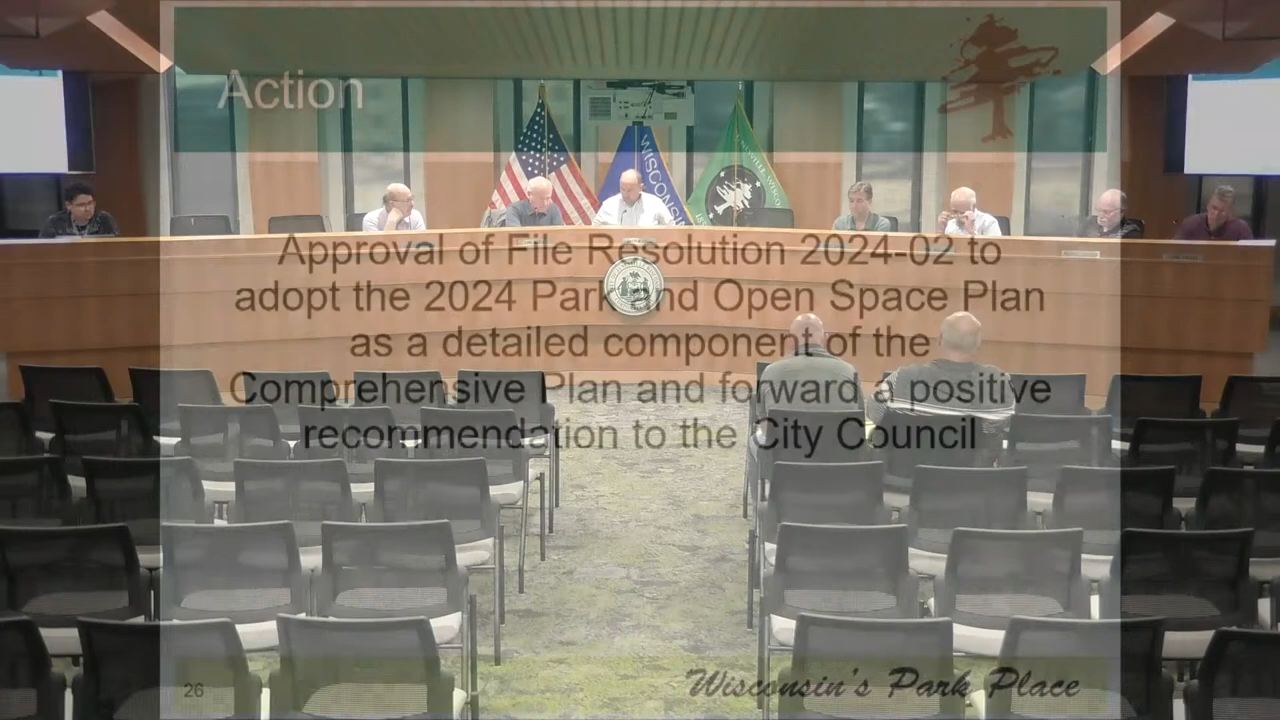 Action
WISCONSIN
Approval of File Resolution 2024-02 to
adopt the 2024 Park and Open Space Plan
as a detailed component of the
Comprehensive Plan and forward a positive
recommendation to the City Council
26
Wisconsin's Park Place